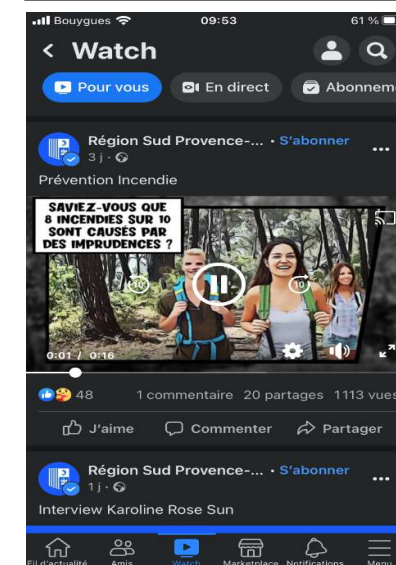 Bouygues 09:53 61 %
Watch
Pour vous En direct Abonnem
Région Sud Provence-... • S'abonner
3 j ·
Prévention Incendie
SAVIEZ-VOUS QUE
8 INCENDIES SUR 10
SONT CAUSÉS PAR
DES IMPRUDENCES ?
10 10
0:01 / 0:16
48 1 commentaire 20 partages 1113 vues
J'aime Commenter Partager
Région Sud Provence-... • S'abonner
1 j ·
Interview Karoline Rose Sun
Fil d'actualité Amis Watch Marketplace Notifications Menu